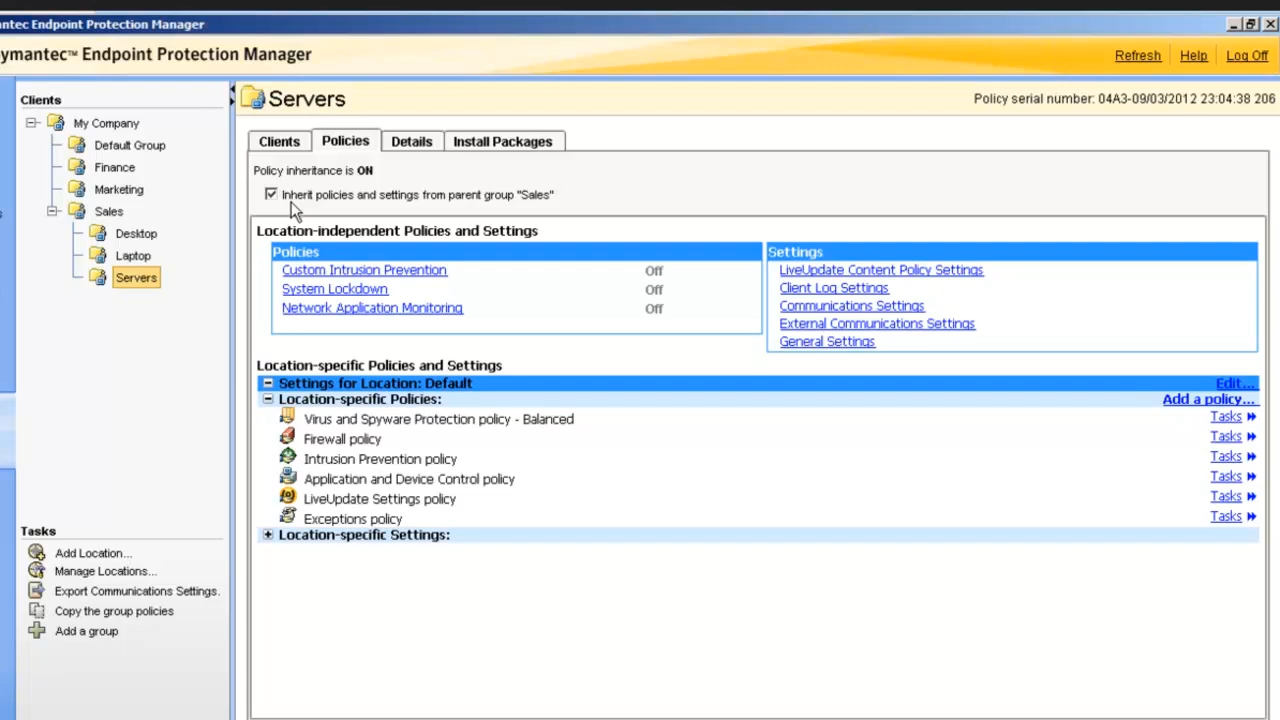 ntec Endpoint Protection Manager
ymantec™ Endpoint Protection Manager
Refresh Help Log Off
Clients
My Company
Default Group
Finance
Marketing
Sales
Desktop
Laptop
Servers
Tasks
Add Location...
Manage Locations...
Export Communications Settings.
Copy the group policies
Add a group
Servers
Policy serial number: 04A3-09/03/2012 23:04:38 206
Clients Policies Details Install Packages
Policy inheritance is ON
Inherit policies and settings from parent group "Sales"
Location-independent Policies and Settings
Policies
Custom Intrusion Prevention Off
System Lockdown Off
Network Application Monitoring Off
Settings
LiveUpdate Content Policy Settings
Client Log Settings
Communications Settings
External Communications Settings
General Settings
Location-specific Policies and Settings
Settings for Location: Default Edit...
Location-specific Policies: Add a policy...
Virus and Spyware Protection policy - Balanced Tasks
Firewall policy Tasks
Intrusion Prevention policy Tasks
Application and Device Control policy Tasks
LiveUpdate Settings policy Tasks
Exceptions policy Tasks
Location-specific Settings: